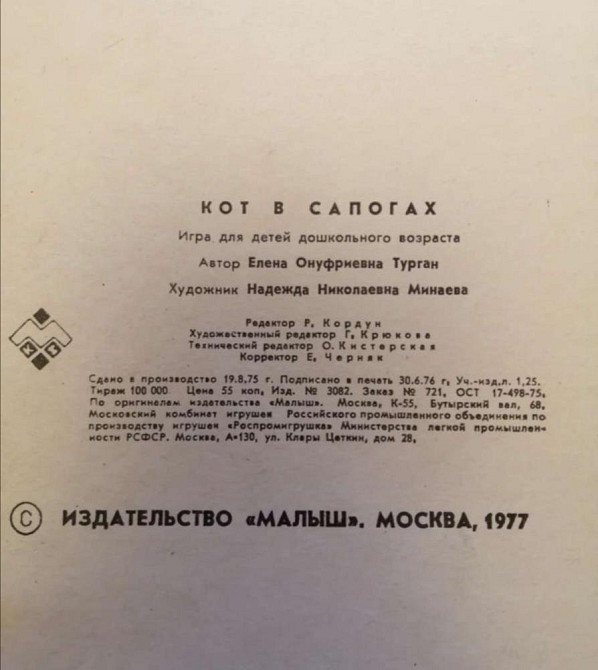 КОТ В САПОГАХ
Игра для детей дошкольного возраста
Автор Елена Онуфриевна Турган
Художник Надежда Николаевна Минаева
Редактор Р. Кордун
Художественный редактор Г. Крюкова
Технический редактор О. Кистерская
Корректор Е. Черняк
Сдано в производство 19.8.75 г. Подписано в печать 30.6.76 г. Уч.-изд.л. 1,25.
Тираж 100 000 Цена 55 коп. Изд. № 3082. Заказ № 721, ОСТ 17-498-75.
По оригиналам издательства «Малыш». Москва, К-55, Бутырский вал, 68.
Московский комбинат игрушек Российского промышленного объединения по
производству игрушек «Роспромигрушка» Министерства легкой промышлен-
ности РСФСР. Москва, А-130, ул. Клары Цеткин, дом 28.
© ИЗДАТЕЛЬСТВО «МАЛЫШ». МОСКВА, 1977